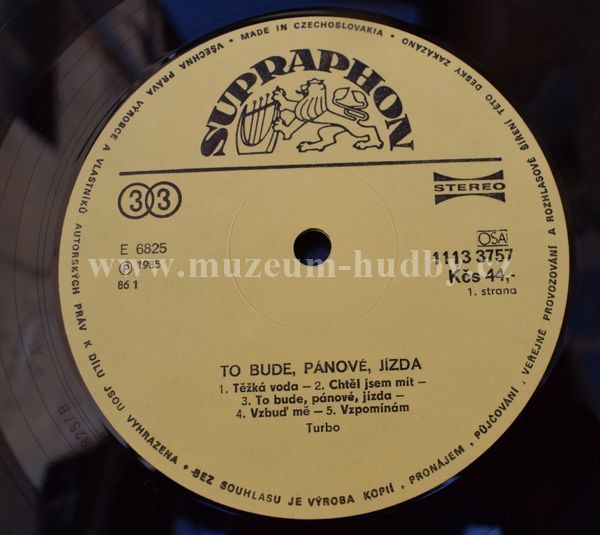 VŠECHNA PRÁVA VÝROBCE A VLASTNÍKŮ AUTORSKÝCH PRÁV K DÍLU JSOU VYHRAZENA • BEZ SOUHLASU JE VÝROBA KOPIÍ, PRONÁJEM, PŮJČOVÁNÍ, VEŘEJNÉ PROVOZOVÁNÍ A ROZHLASOVÉ ŠÍŘENÍ TÉTO DESKY ZAKÁZÁNO • MADE IN CZECHOSLOVAKIA •
SUPRAPHON
33
STEREO
E 6825
Ⓟ 1985
86 1
OSA
1113 3757
Kčs 44,-
1. strana
www.muzeum-hudby.cz
TO BUDE, PÁNOVÉ, JÍZDA
1. Těžká voda – 2. Chtěl jsem mít –
3. To bude, pánové, jízda –
4. Vzbuď mě – 5. Vzpomínám
Turbo